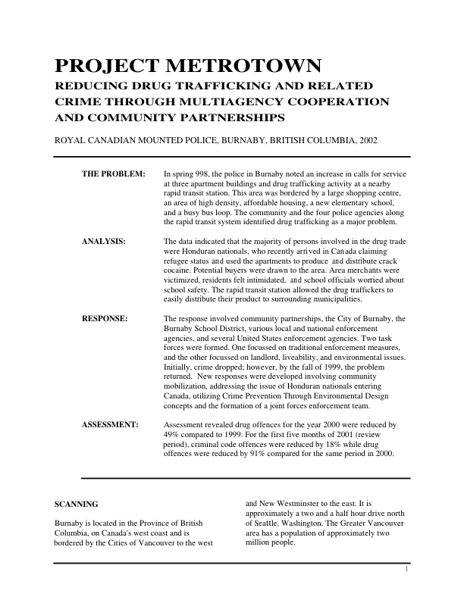 PROJECT METROTOWN
REDUCING DRUG TRAFFICKING AND RELATED
CRIME THROUGH MULTIAGENCY COOPERATION
AND COMMUNITY PARTNERSHIPS
ROYAL CANADIAN MOUNTED POLICE, BURNABY, BRITISH COLUMBIA, 2002
THE PROBLEM: In spring 998, the police in Burnaby noted an increase in calls for service
at three apartment buildings and drug trafficking activity at a nearby
rapid transit station. This area was bordered by a large shopping centre,
an area of high density, affordable housing, a new elementary school,
and a busy bus loop. The community and the four police agencies along
the rapid transit system identified drug trafficking as a major problem.
ANALYSIS: The data indicated that the majority of persons involved in the drug trade
were Honduran nationals, who recently arrived in Canada claiming
refugee status and used the apartments to produce and distribute crack
cocaine. Potential buyers were drawn to the area. Area merchants were
victimized, residents felt intimidated, and school officials worried about
school safety. The rapid transit station allowed the drug traffickers to
easily distribute their product to surrounding municipalities.
RESPONSE: The response involved community partnerships, the City of Burnaby, the
Burnaby School District, various local and national enforcement
agencies, and several United States enforcement agencies. Two task
forces were formed. One focussed on traditional enforcement measures,
and the other focussed on landlord, liveability, and environmental issues.
Initially, crime dropped; however, by the fall of 1999, the problem
returned. New responses were developed involving community
mobilization, addressing the issue of Honduran nationals entering
Canada, utilizing Crime Prevention Through Environmental Design
concepts and the formation of a joint forces enforcement team.
ASSESSMENT: Assessment revealed drug offences for the year 2000 were reduced by
49% compared to 1999. For the first five months of 2001 (review
period), criminal code offences were reduced by 18% while drug
offences were reduced by 91% compared for the same period in 2000.
SCANNING
Burnaby is located in the Province of British
Columbia, on Canada's west coast and is
bordered by the Cities of Vancouver to the west
and New Westminster to the east. It is
approximately a two and a half hour drive north
of Seattle, Washington. The Greater Vancouver
area has a population of approximately two
million people.
1